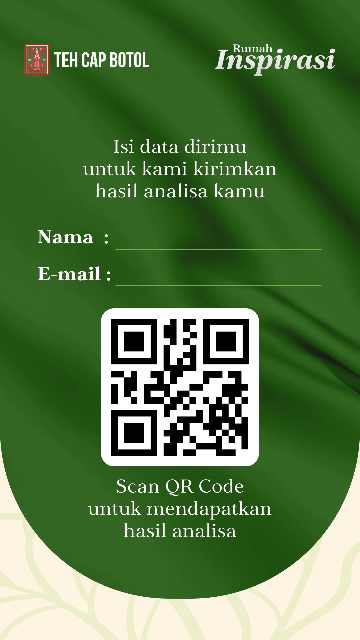 TEH CAP BOTOL
Rumah
Inspirasi
Isi data dirimu
untuk kami kirimkan
hasil analisa kamu
Nama :
E-mail :
Scan QR Code
untuk mendapatkan
hasil analisa